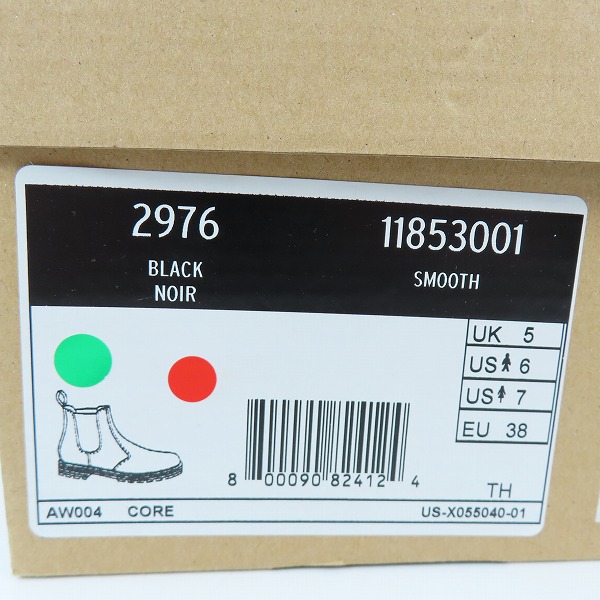 2976 11853001
BLACK SMOOTH
NOIR
UK 5
US 6
US 7
EU 38
8 00090 82412 4
TH
AW004 CORE US-X055040-01